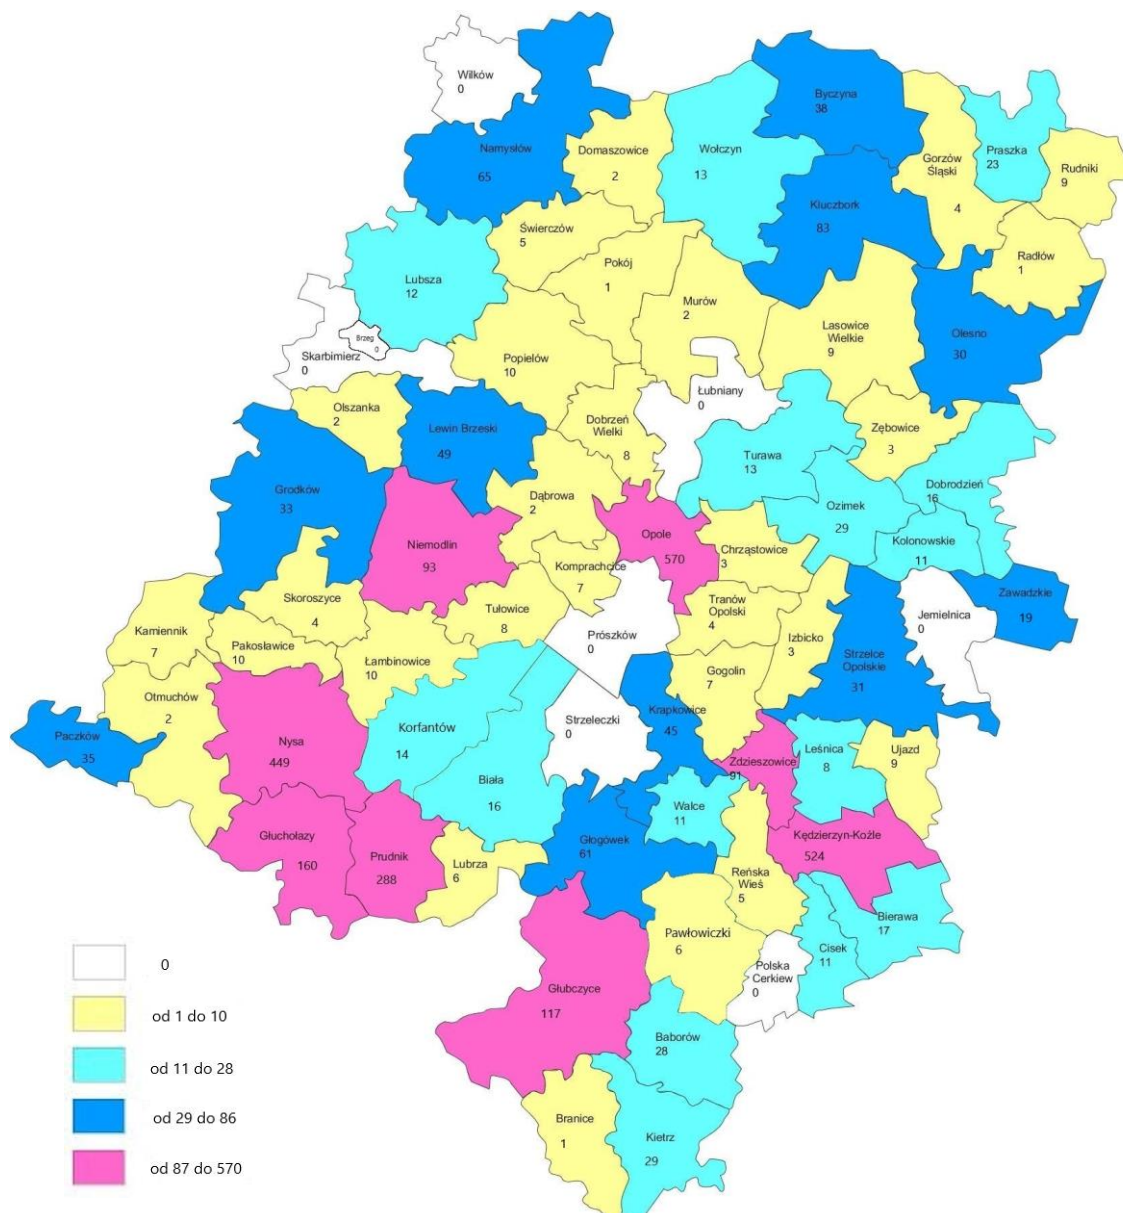 Wilków
0
Namysłów
65
Domaszowice
2
Wołczyn
13
Byczyna
38
Gorzów
Śląski
4
Praszka
23
Rudniki
9
Kluczbork
83
Radłów
1
Świerczów
5
Pokój
1
Lubsza
12
Murów
2
Lasowice
Wielkie
9
Olesno
30
Brzeg
0
Skarbimierz
0
Popielów
10
Łubniany
0
Olszanka
2
Lewin Brzeski
49
Dobrzeń
Wielki
8
Zębowice
3
Turawa
13
Dobrodzień
16
Grodków
33
Dąbrowa
2
Ozimek
29
Opole
570
Kolonowskie
11
Niemodlin
93
Chrząstowice
3
Komprachcice
7
Skoroszyce
4
Tułowice
8
Tranów
Opolski
4
Zawadzkie
19
Jemielnica
0
Kamiennik
7
Pakosławice
10
Prószków
0
Izbicko
3
Strzelce
Opolskie
31
Łambinowice
10
Gogolin
7
Otmuchów
2
Krapkowice
45
Paczków
35
Nysa
449
Korfantów
14
Strzeleczki
0
Zdzieszowice
91
Leśnica
8
Ujazd
9
Biała
16
Walce
11
Głuchołazy
160
Prudnik
288
Lubrza
6
Głogówek
61
Kędzierzyn-Koźle
524
Reńska
Wieś
5
Bierawa
17
Pawłowiczki
6
Cisek
11
Polska
Cerkiew
0
Głubczyce
117
Baborów
28
Branice
1
Kietrz
29
0
od 1 do 10
od 11 do 28
od 29 do 86
od 87 do 570